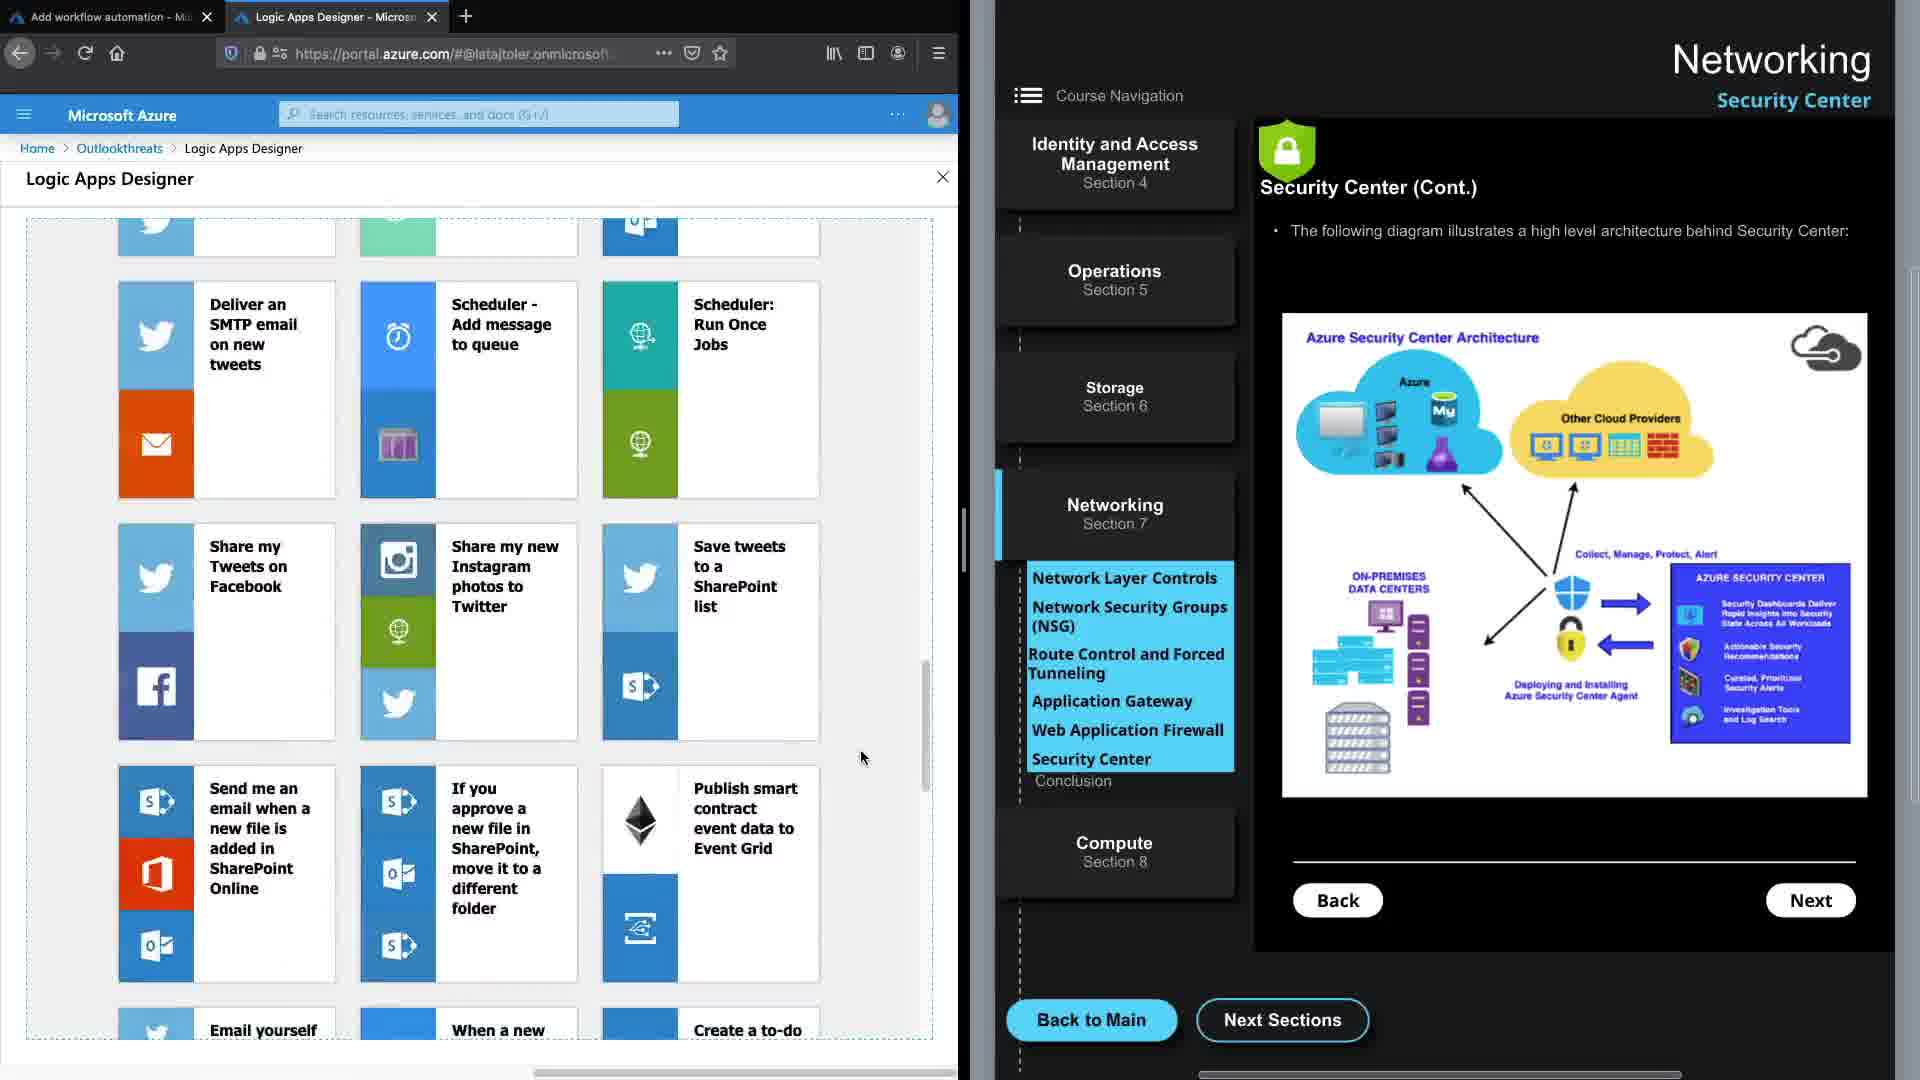 Add workflow automation - Mi
Logic Apps Designer - Microso
https://portal.azure.com/#@latajtoler.onmicrosof
Microsoft Azure
Search resources, services, and docs (G+/)
Home > Outlookthreats > Logic Apps Designer
Logic Apps Designer
Deliver an
SMTP email
on new
tweets
Scheduler -
Add message
to queue
Scheduler:
Run Once
Jobs
Share my
Tweets on
Facebook
Share my new
Instagram
photos to
Twitter
Save tweets
to a
SharePoint
list
Send me an
email when a
new file is
added in
SharePoint
Online
If you
approve a
new file in
SharePoint,
move it to a
different
folder
Publish smart
contract
event data to
Event Grid
Email yourself
When a new
Create a to-do
Networking
Security Center
Course Navigation
Identity and Access
Management
Section 4
Operations
Section 5
Storage
Section 6
Networking
Section 7
Network Layer Controls
Network Security Groups
(NSG)
Route Control and Forced
Tunneling
Application Gateway
Web Application Firewall
Security Center
Conclusion
Compute
Section 8
Security Center (Cont.)
• The following diagram illustrates a high level architecture behind Security Center:
Azure Security Center Architecture
Azure
My
Other Cloud Providers
Collect, Manage, Protect, Alert
ON-PREMISES
DATA CENTERS
AZURE SECURITY CENTER
Security Dashboards Deliver
Rapid Insights into Security
State Across All Workloads
Actionable Security
Recommendations
Curated, Prioritized
Security Alerts
Investigation Tools
and Log Search
Deploying and Installing
Azure Security Center Agent
Back
Next
Back to Main
Next Sections